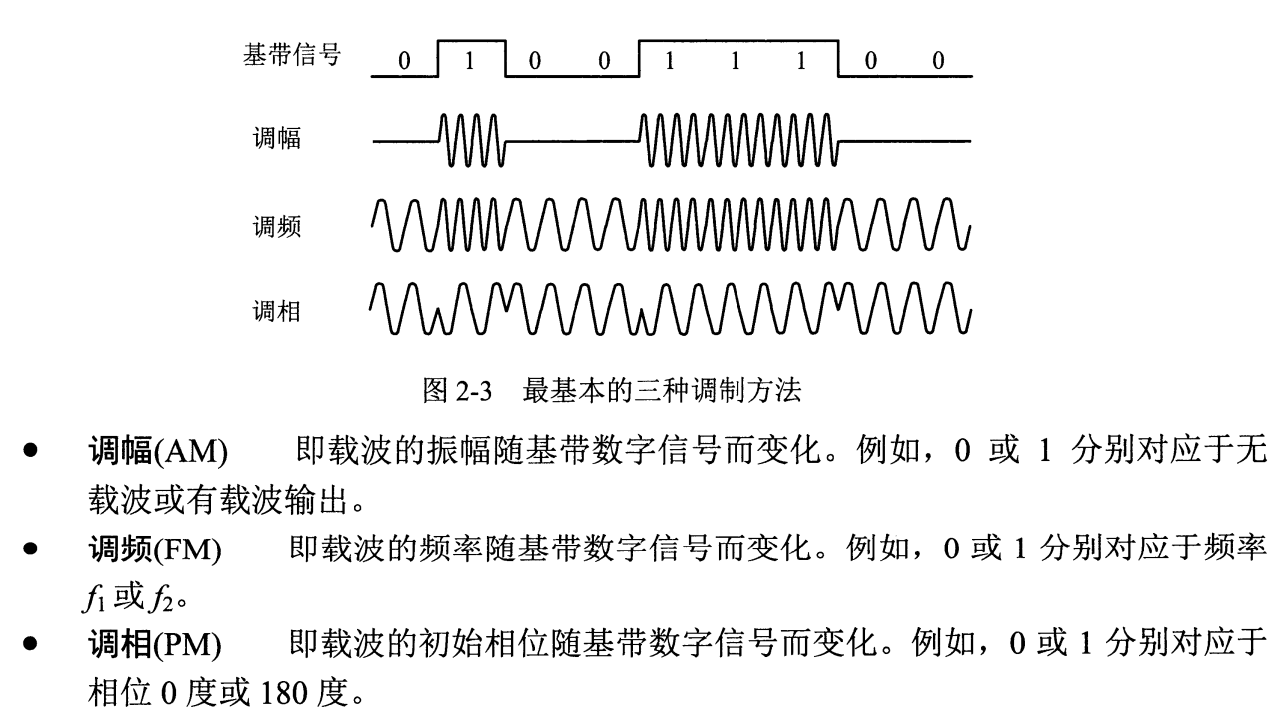 基带信号 0 1 0 0 1 1 1 0 0
调幅
调频
调相
图 2-3 最基本的三种调制方法
● 调幅(AM) 即载波的振幅随基带数字信号而变化。例如，0 或 1 分别对应于无
载波或有载波输出。
● 调频(FM) 即载波的频率随基带数字信号而变化。例如，0 或 1 分别对应于频率
f1 或 f2。
● 调相(PM) 即载波的初始相位随基带数字信号而变化。例如，0 或 1 分别对应于
相位 0 度或 180 度。